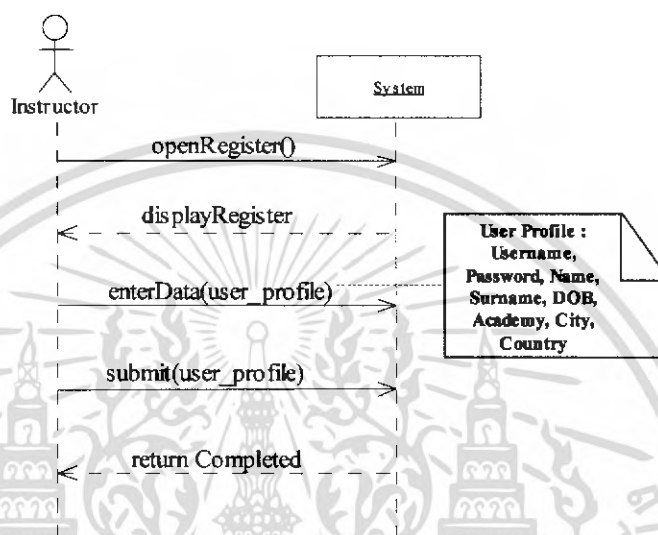 Instructor
System
openRegister()
displayRegister
enterData(user_profile)
submit(user_profile)
return Completed
User Profile :
Username,
Password, Name,
Surname, DOB,
Academy, City,
Country